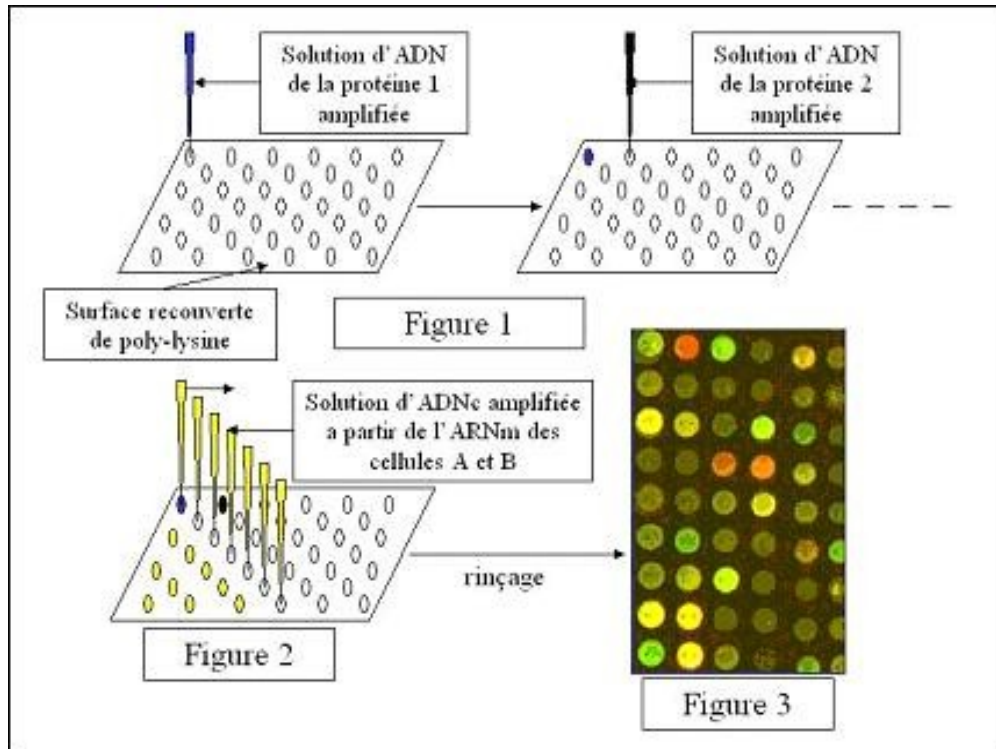 Solution d'ADN
de la protéine 1
amplifiée
Solution d'ADN
de la protéine 2
amplifiée
Surface recouverte
de poly-lysine
Figure 1
Solution d'ADNc amplifiée
a partir de l'ARNm des
cellules A et B
rinçage
Figure 2
Figure 3